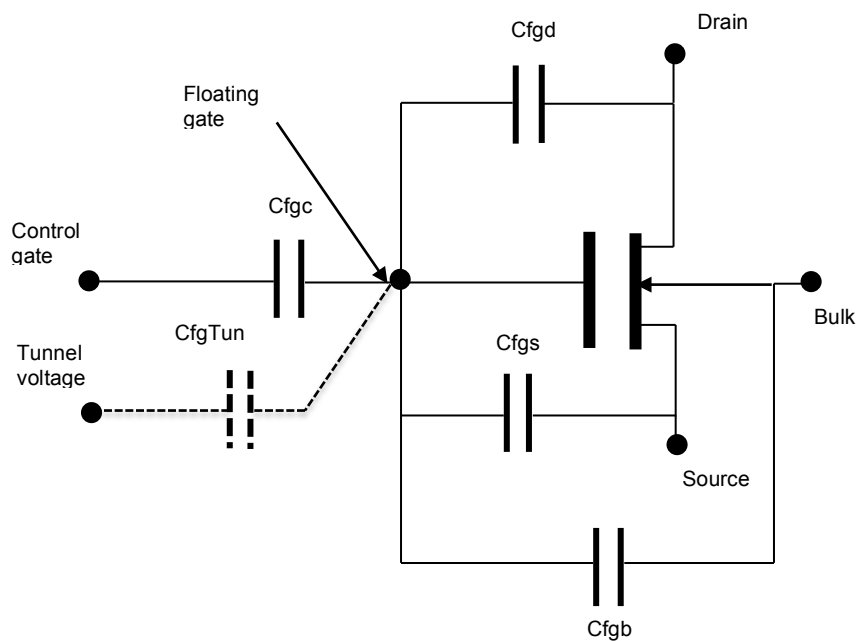 Cfgd
Drain
Floating
gate
Cfgc
Control
gate
CfgTun
Bulk
Tunnel
voltage
Cfgs
Source
Cfgb